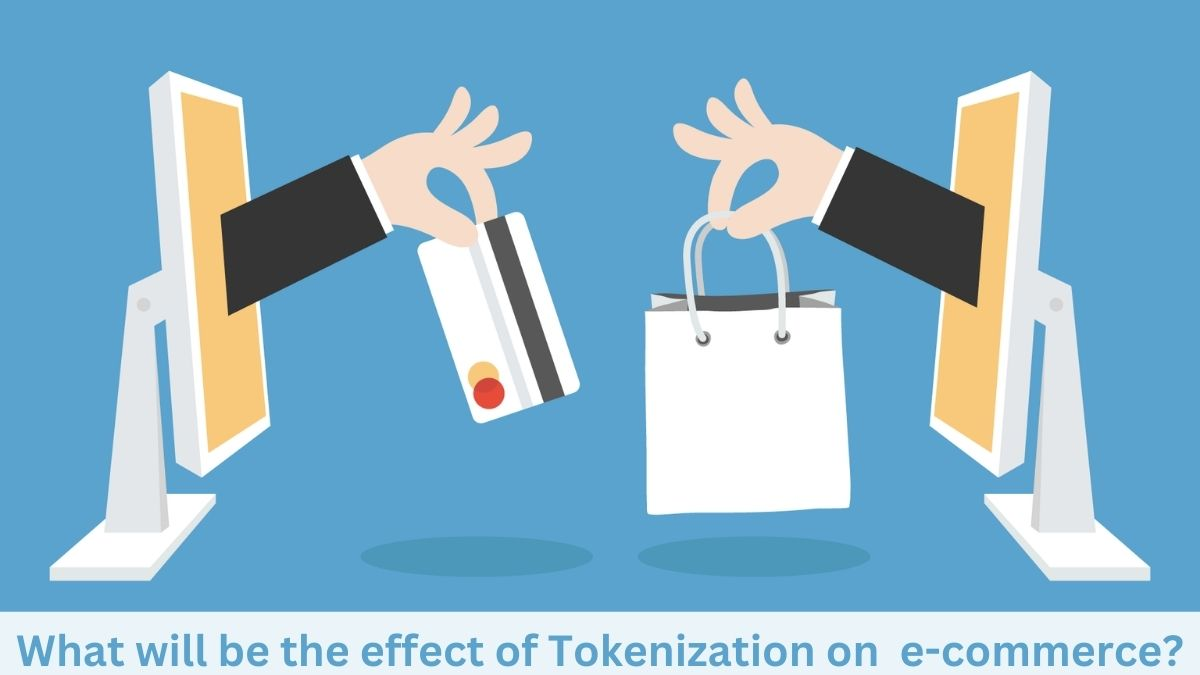 What will be the effect of Tokenization on e-commerce?